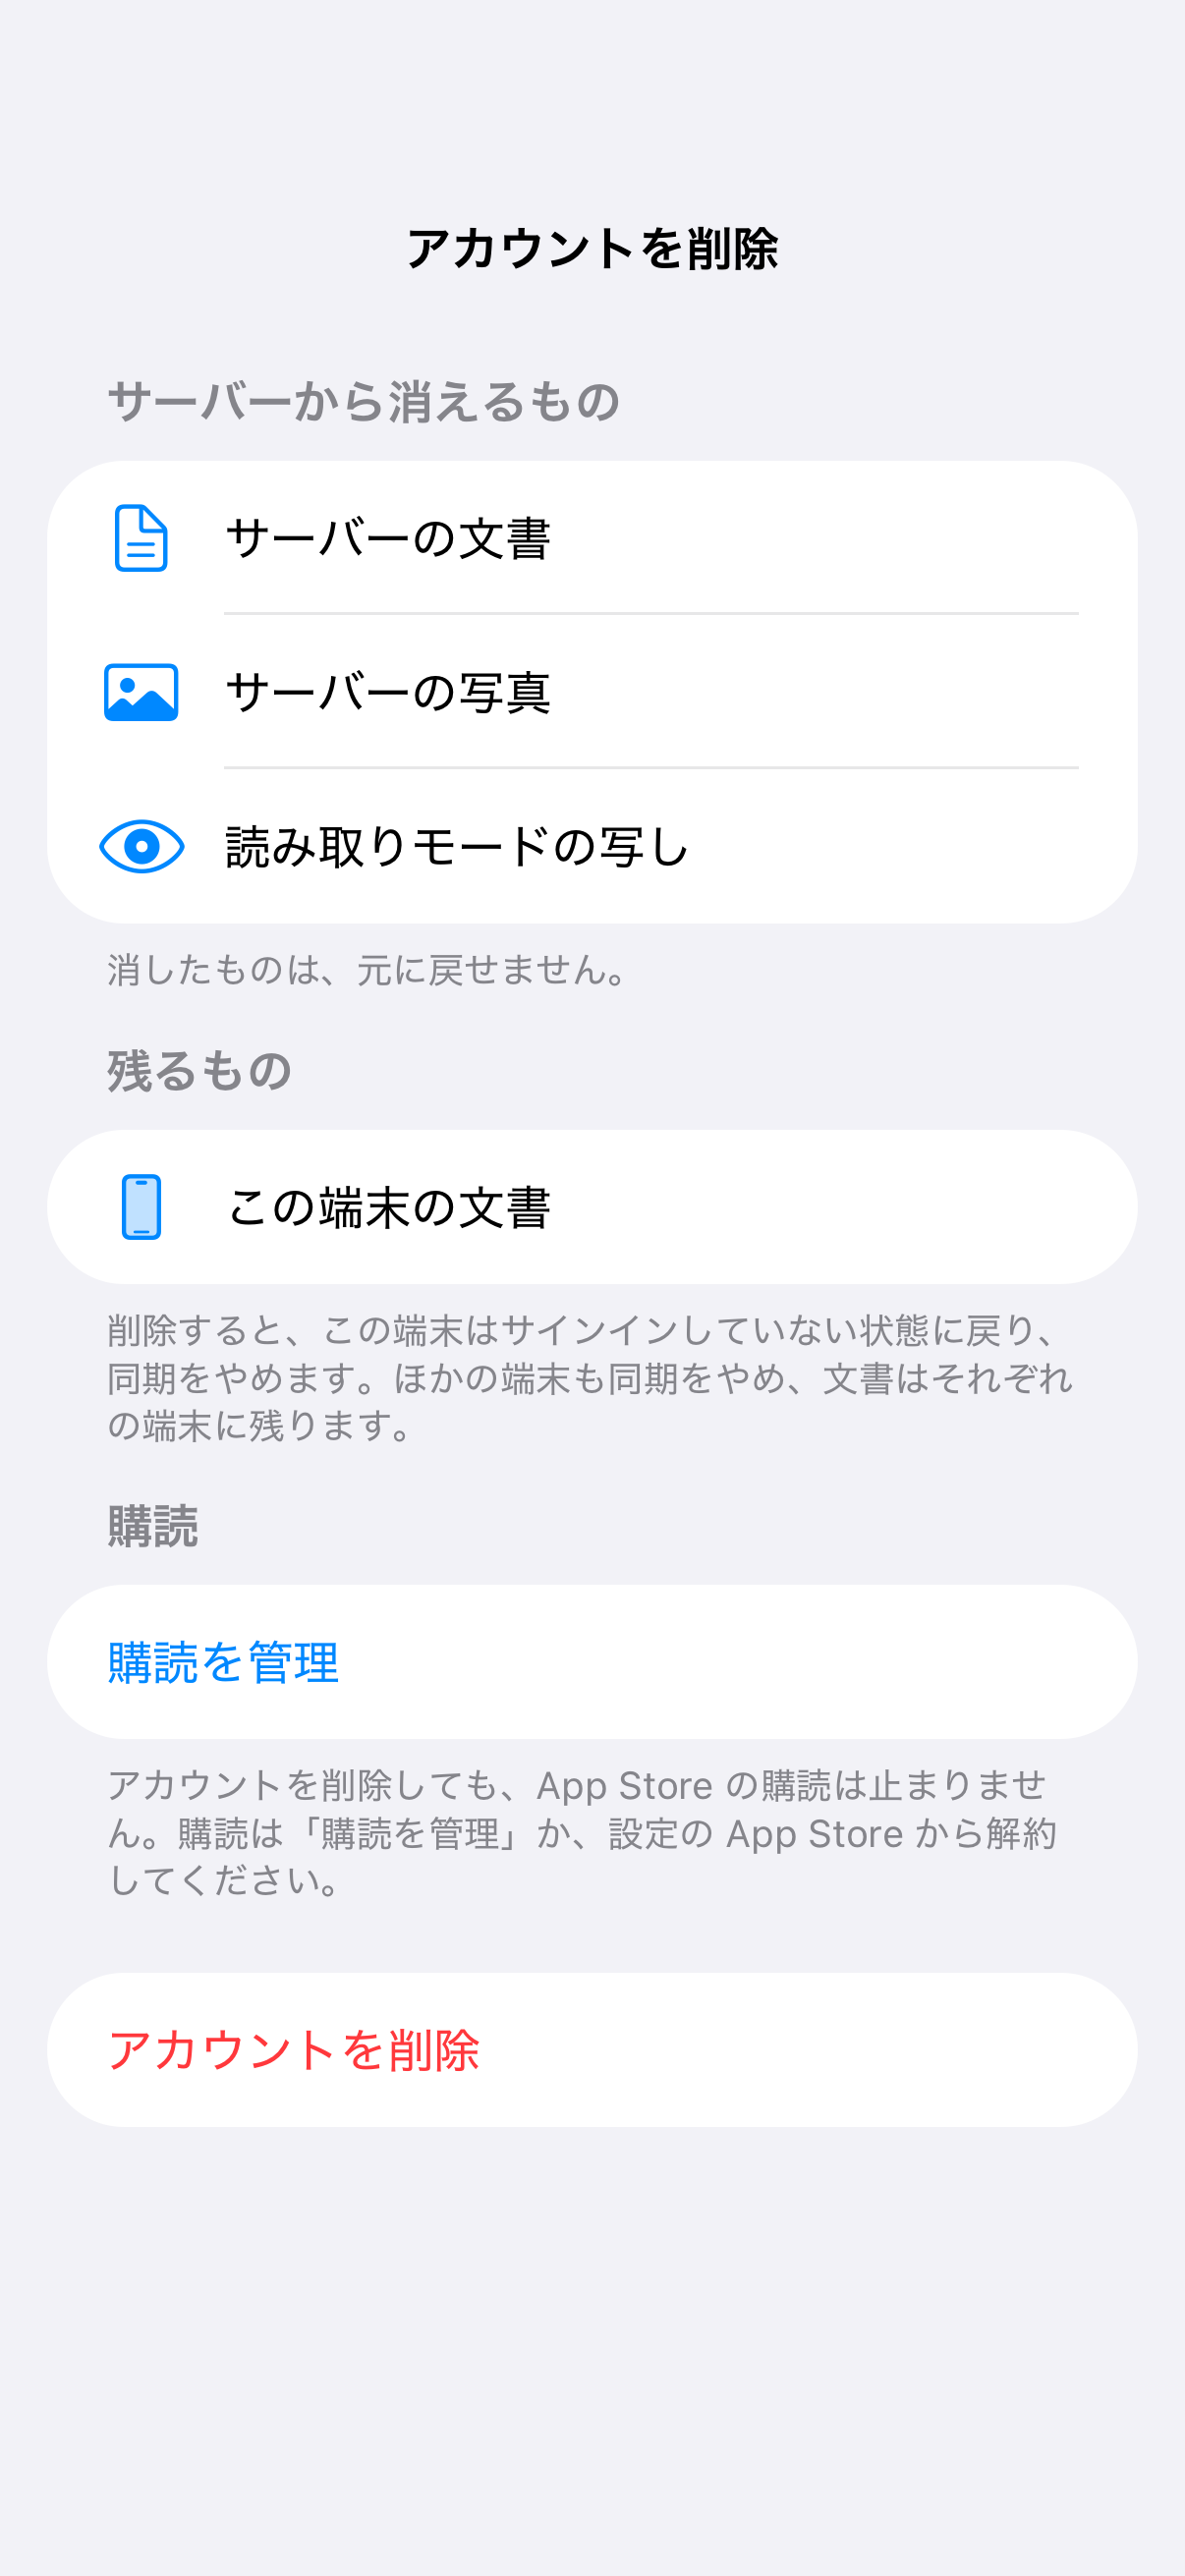 アカウントを削除
サーバーから消えるもの
サーバーの文書
サーバーの写真
読み取りモードの写し
消したものは、元に戻せません。
残るもの
この端末の文書
削除すると、この端末はサインインしていない状態に戻り、
同期をやめます。ほかの端末も同期をやめ、文書はそれぞれ
の端末に残ります。
購読
購読を管理
アカウントを削除しても、App Store の購読は止まりませ
ん。購読は「購読を管理」か、設定の App Store から解約
してください。
アカウントを削除